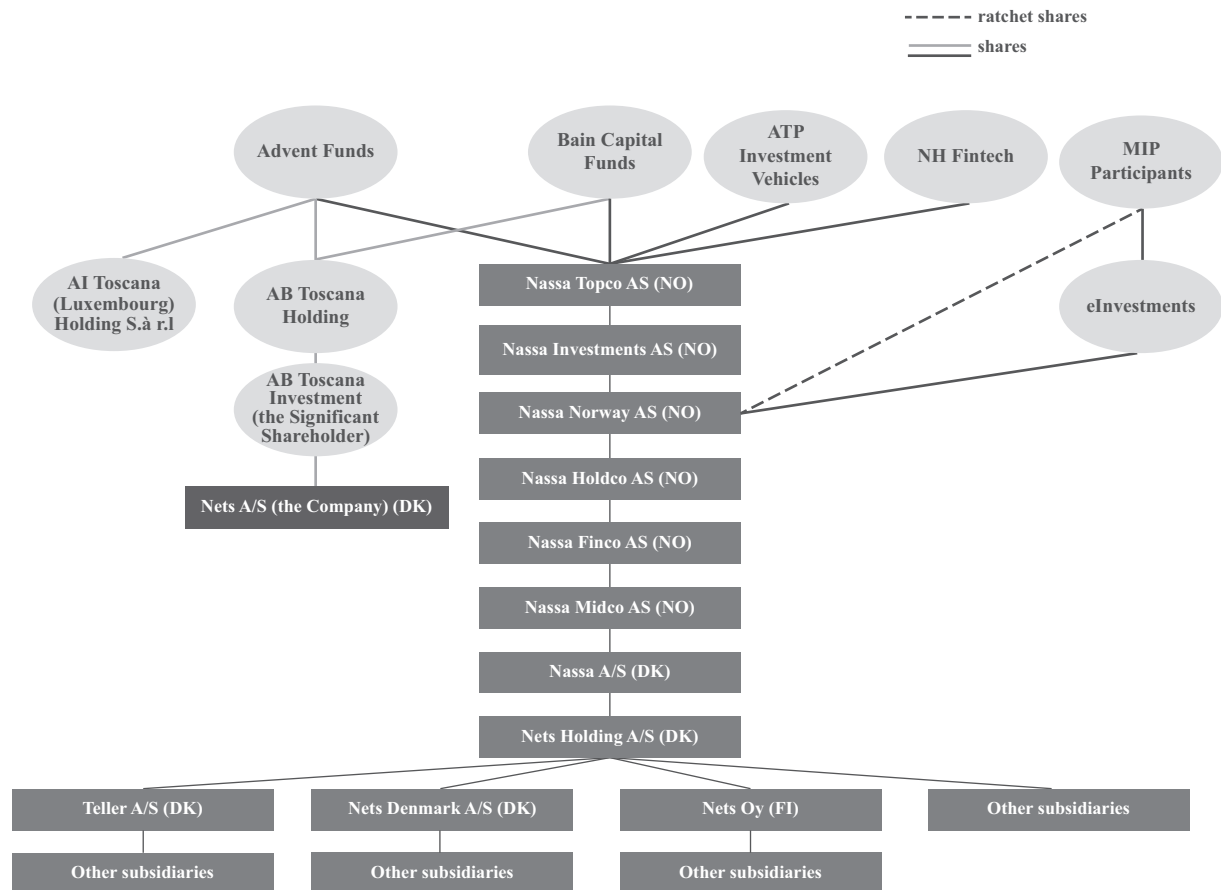 ratchet shares
shares
Advent Funds
Bain Capital
Funds
ATP
Investment
Vehicles
NH Fintech
MIP
Participants
AI Toscana
(Luxembourg)
Holding S.à r.l
AB Toscana
Holding
Nassa Topco AS (NO)
eInvestments
Nassa Investments AS (NO)
AB Toscana
Investment
(the Significant
Shareholder)
Nassa Norway AS (NO)
Nassa Holdco AS (NO)
Nets A/S (the Company) (DK)
Nassa Finco AS (NO)
Nassa Midco AS (NO)
Nassa A/S (DK)
Nets Holding A/S (DK)
Teller A/S (DK)
Nets Denmark A/S (DK)
Nets Oy (FI)
Other subsidiaries
Other subsidiaries
Other subsidiaries
Other subsidiaries